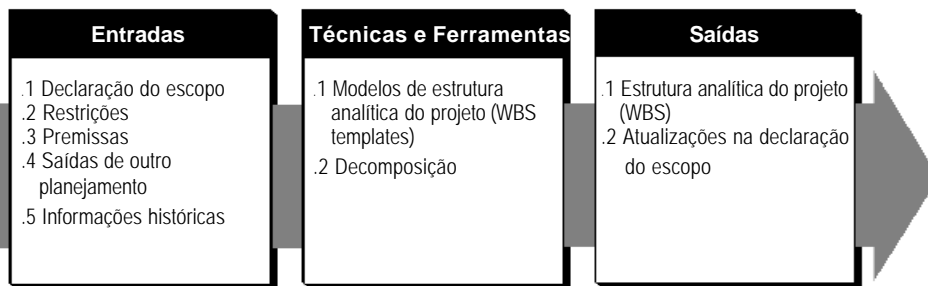 Entradas
.1 Declaração do escopo
.2 Restrições
.3 Premissas
.4 Saídas de outro
planejamento
.5 Informações históricas
Técnicas e Ferramentas
.1 Modelos de estrutura
analítica do projeto (WBS
templates)
.2 Decomposição
Saídas
.1 Estrutura analítica do projeto
(WBS)
.2 Atualizações na declaração
do escopo